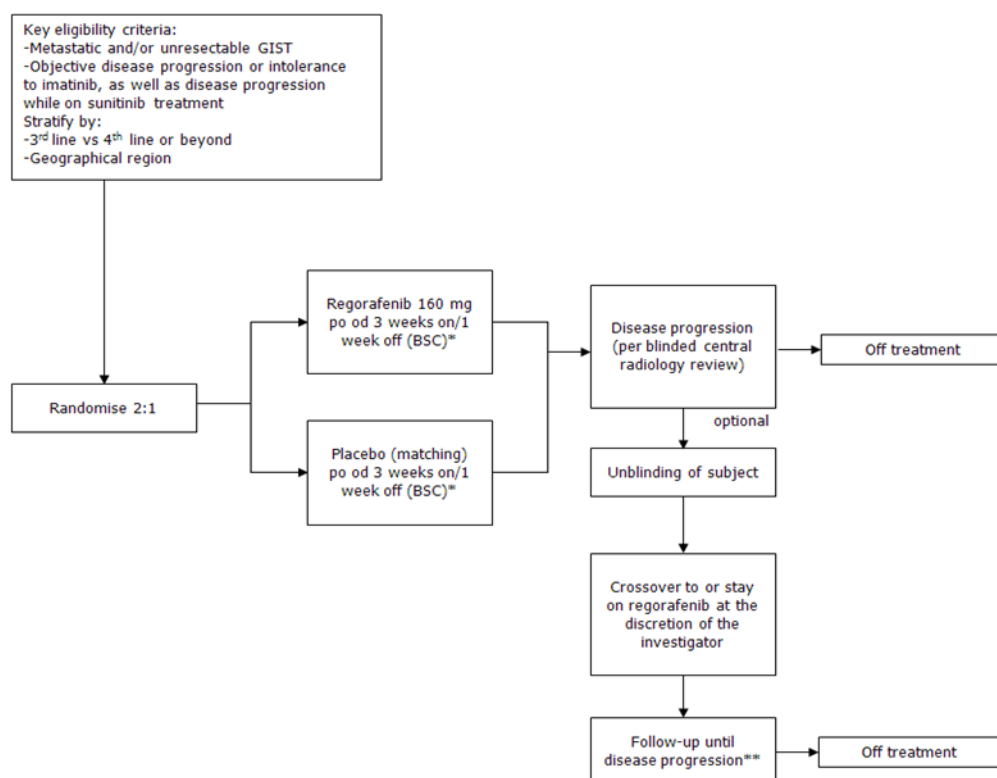 Key eligibility criteria:
-Metastatic and/or unresectable GIST
-Objective disease progression or intolerance
to imatinib, as well as disease progression
while on sunitinib treatment
Stratify by:
-3rd line vs 4th line or beyond
-Geographical region
Randomise 2:1
Regorafenib 160 mg
po od 3 weeks on/1
week off (BSC)*
Placebo (matching)
po od 3 weeks on/1
week off (BSC)*
Disease progression
(per blinded central
radiology review)
Off treatment
optional
Unblinding of subject
Crossover to or stay
on regorafenib at the
discretion of the
investigator
Follow-up until
disease progression**
Off treatment